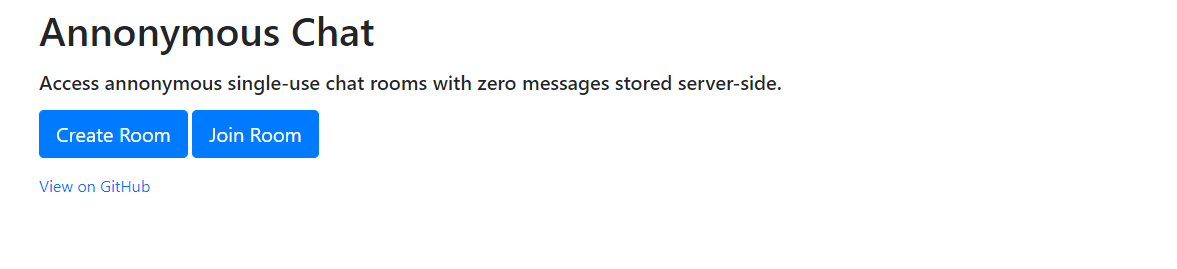 Annonymous Chat
Access annonymous single-use chat rooms with zero messages stored server-side.
Create Room Join Room
View on GitHub